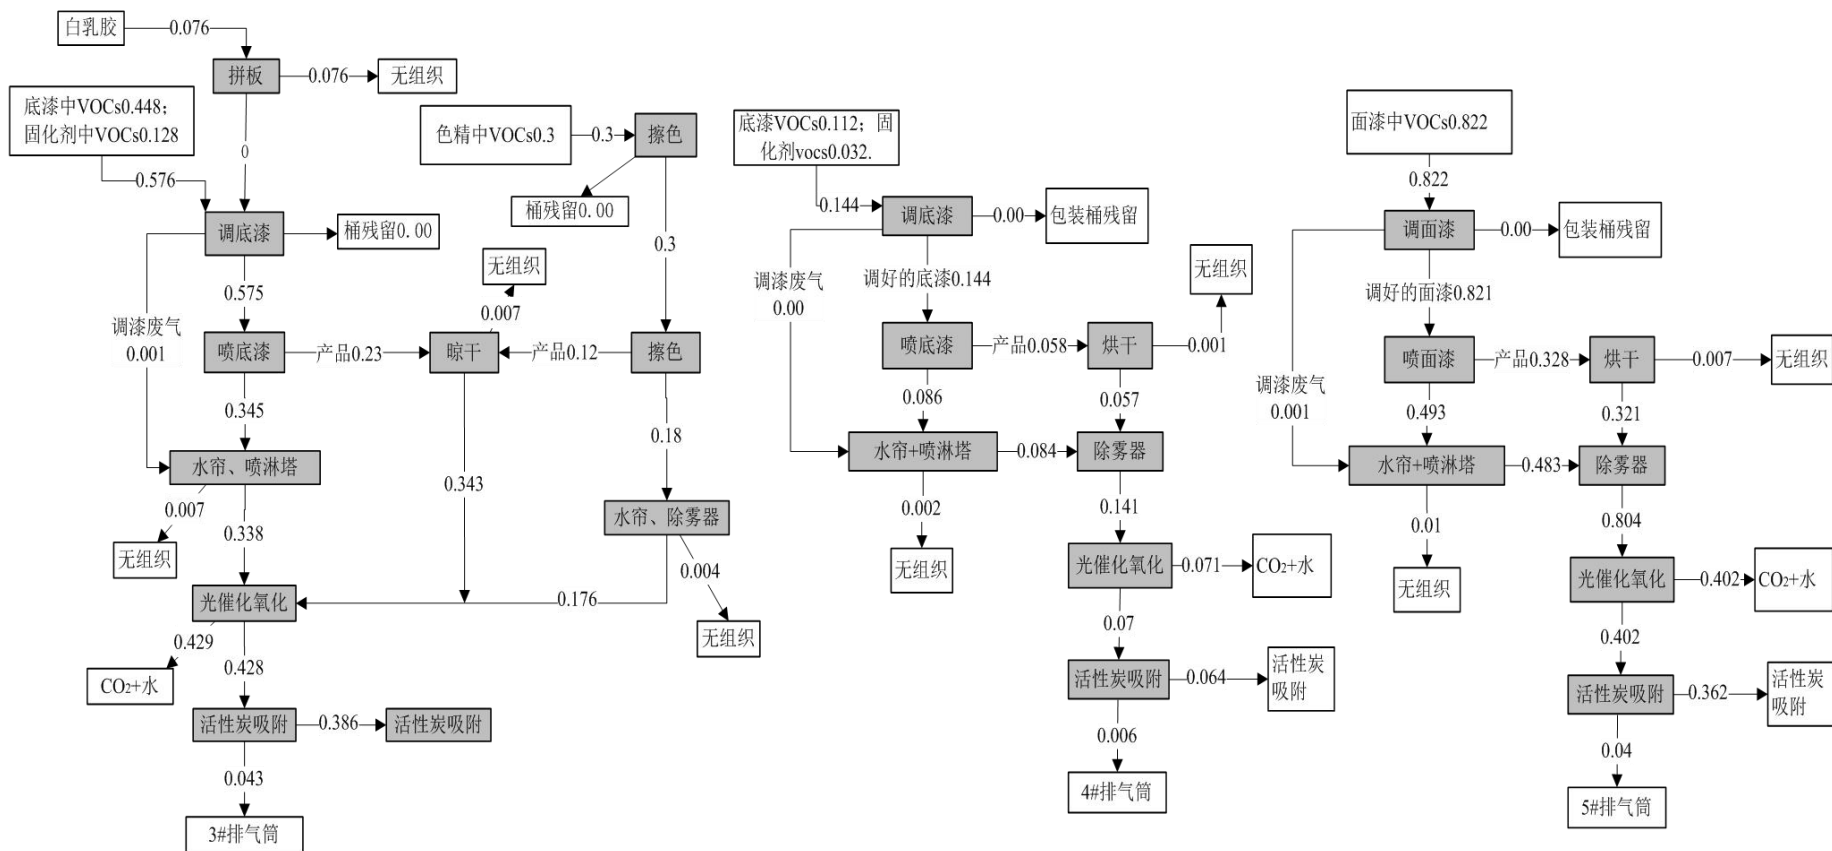 白乳胶
0.076
拼板
0.076
无组织
底漆中VOCs0.448；
固化剂中VOCs0.128
0
0.576
调底漆
桶残留0.00
色精中VOCs0.3
0.3
擦色
桶残留0.00
0.3
0.575
调漆废气
0.001
喷底漆
产品0.23
晾干
0.007
无组织
产品0.12
擦色
0.345
0.18
水帘、喷淋塔
0.007
无组织
0.338
0.343
水帘、除雾器
0.004
无组织
0.176
光催化氧化
0.429
CO₂+水
0.428
活性炭吸附
0.386
活性炭吸附
0.043
3#排气筒
底漆VOCs0.112；固
化剂vocs0.032.
0.144
调底漆
0.00
包装桶残留
调漆废气
0.00
调好的底漆0.144
无组织
喷底漆
产品0.058
烘干
0.001
0.086
0.057
水帘+喷淋塔
0.084
除雾器
0.002
无组织
0.141
光催化氧化
0.071
CO₂+水
0.07
活性炭吸附
0.064
活性炭
吸附
0.006
4#排气筒
面漆中VOCs0.822
0.822
调面漆
0.00
包装桶残留
调好的面漆0.821
调漆废气
0.001
喷面漆
产品0.328
烘干
0.007
无组织
0.493
0.321
水帘+喷淋塔
0.483
除雾器
0.01
无组织
0.804
光催化氧化
0.402
CO₂+水
0.402
活性炭吸附
0.362
活性炭
吸附
0.04
5#排气筒